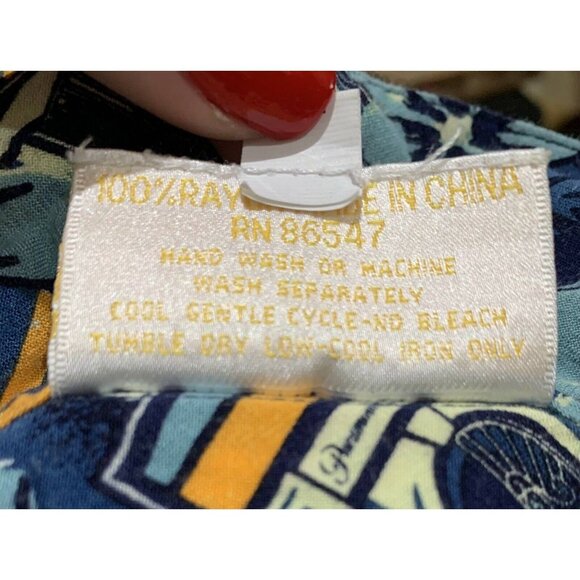 100% RAY E IN CHINA
RN 86547
HAND WASH OR MACHINE
WASH SEPARATELY
COOL GENTLE CYCLE-NO BLEACH
TUMBLE DRY LOW-COOL IRON ONLY